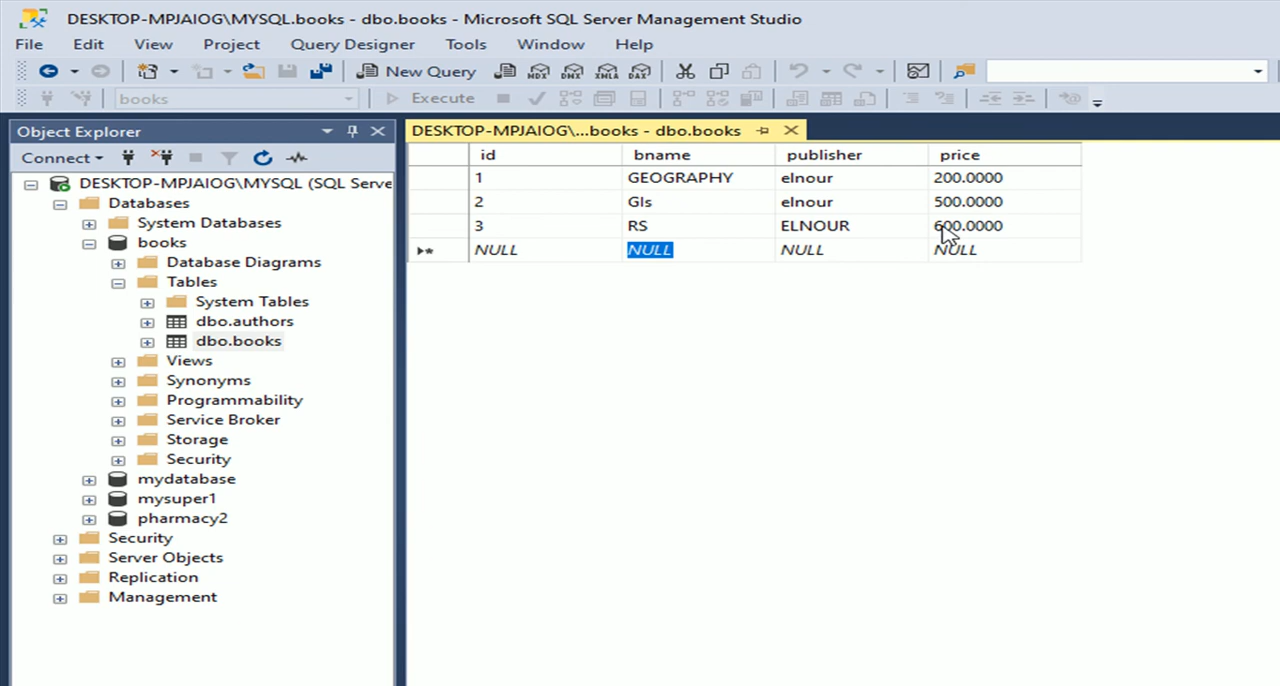 DESKTOP-MPJAIOG\MYSQL.books - dbo.books - Microsoft SQL Server Management Studio
File Edit View Project Query Designer Tools Window Help
New Query MDX DMX XMLA DAX
books Execute
Object Explorer
DESKTOP-MPJAIOG\...books - dbo.books
Connect
id bname publisher price
1 GEOGRAPHY elnour 200.0000
2 GIs elnour 500.0000
3 RS ELNOUR 600.0000
NULL NULL NULL NULL
DESKTOP-MPJAIOG\MYSQL (SQL Serve
Databases
System Databases
books
Database Diagrams
Tables
System Tables
dbo.authors
dbo.books
Views
Synonyms
Programmability
Service Broker
Storage
Security
mydatabase
mysuper1
pharmacy2
Security
Server Objects
Replication
Management